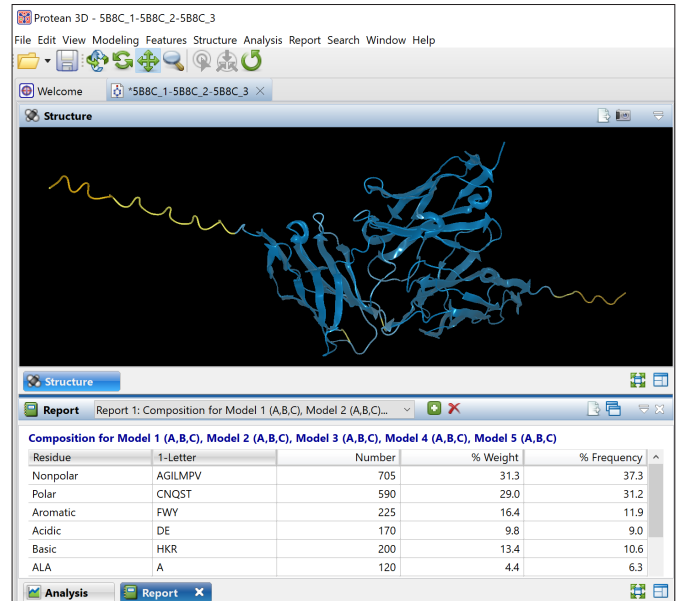 Protean 3D - 5B8C_1-5B8C_2-5B8C_3
File Edit View Modeling Features Structure Analysis Report Search Window Help
Welcome *5B8C_1-5B8C_2-5B8C_3
Structure
Structure
Report Report 1: Composition for Model 1 (A,B,C), Model 2 (A,B,C)...
Composition for Model 1 (A,B,C), Model 2 (A,B,C), Model 3 (A,B,C), Model 4 (A,B,C), Model 5 (A,B,C)
Residue 1-Letter Number % Weight % Frequency
Nonpolar AGILMPV 705 31.3 37.3
Polar CNQST 590 29.0 31.2
Aromatic FWY 225 16.4 11.9
Acidic DE 170 9.8 9.0
Basic HKR 200 13.4 10.6
ALA A 120 4.4 6.3
Analysis Report